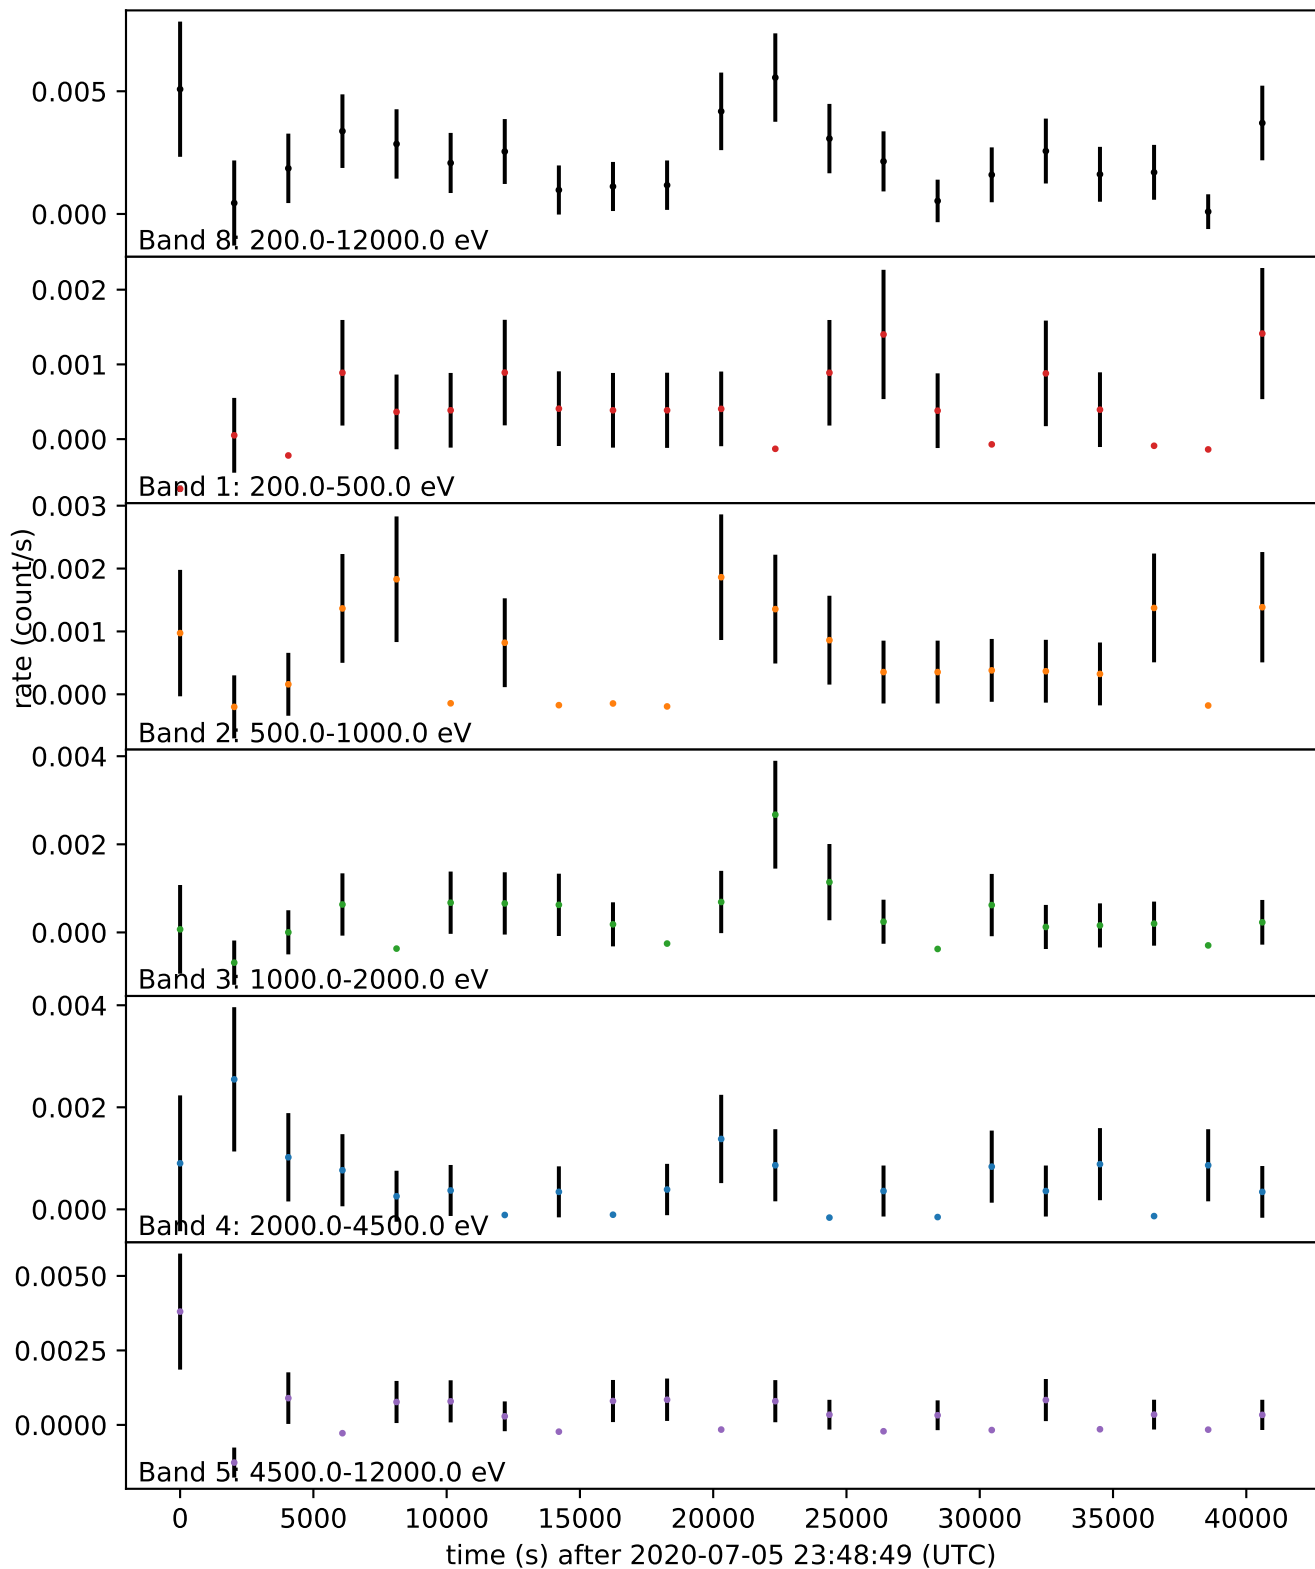 0.005
0.000
Band 8: 200.0-12000.0 eV
0.002
0.001
0.000
Band 1: 200.0-500.0 eV
rate (count/s)
0.003
0.002
0.001
0.000
Band 2: 500.0-1000.0 eV
0.004
0.002
0.000
Band 3: 1000.0-2000.0 eV
0.004
0.002
0.000
Band 4: 2000.0-4500.0 eV
0.0050
0.0025
0.0000
Band 5: 4500.0-12000.0 eV
0 5000 10000 15000 20000 25000 30000 35000 40000
time (s) after 2020-07-05 23:48:49 (UTC)